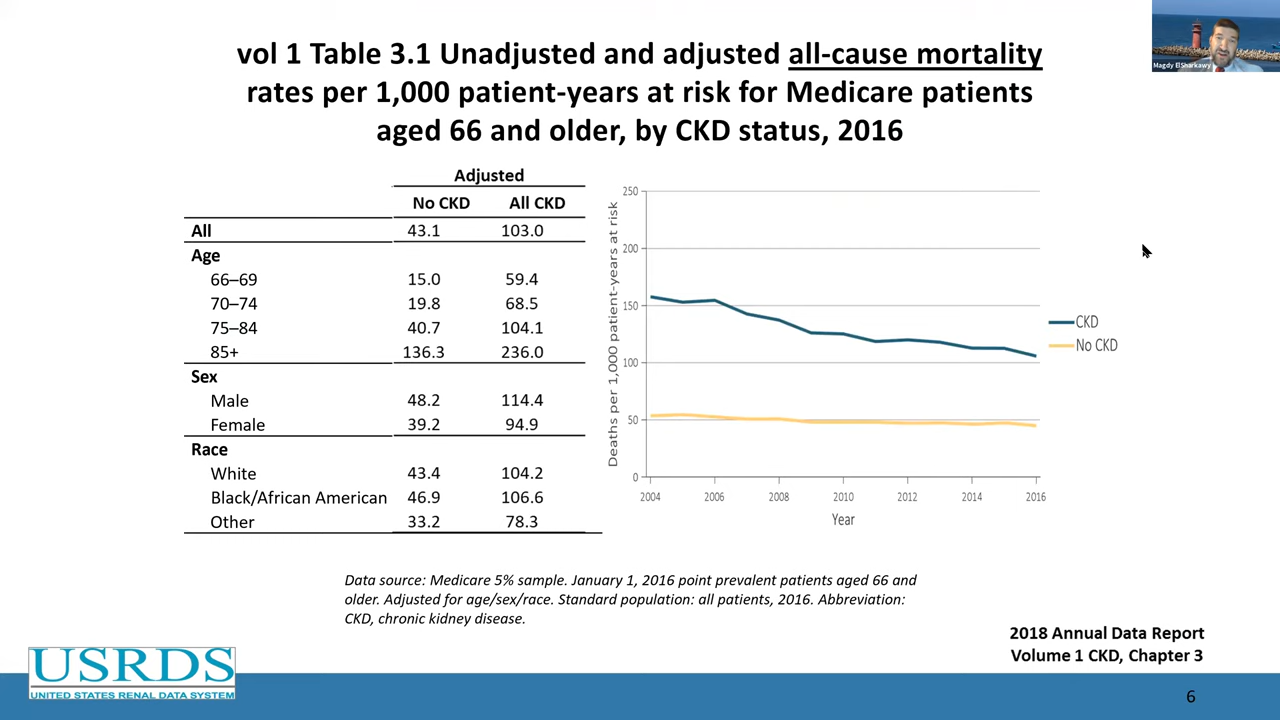 vol 1 Table 3.1 Unadjusted and adjusted all-cause mortality
rates per 1,000 patient-years at risk for Medicare patients
aged 66 and older, by CKD status, 2016
Magdy ElSharkawy
Adjusted
No CKD All CKD
All 43.1 103.0
Age
66–69 15.0 59.4
70–74 19.8 68.5
75–84 40.7 104.1
85+ 136.3 236.0
Sex
Male 48.2 114.4
Female 39.2 94.9
Race
White 43.4 104.2
Black/African American 46.9 106.6
Other 33.2 78.3
Deaths per 1,000 patient-years at risk
250
200
150
100
50
0
2004 2006 2008 2010 2012 2014 2016
Year
CKD
No CKD
Data source: Medicare 5% sample. January 1, 2016 point prevalent patients aged 66 and
older. Adjusted for age/sex/race. Standard population: all patients, 2016. Abbreviation:
CKD, chronic kidney disease.
2018 Annual Data Report
Volume 1 CKD, Chapter 3
USRDS
UNITED STATES RENAL DATA SYSTEM
6